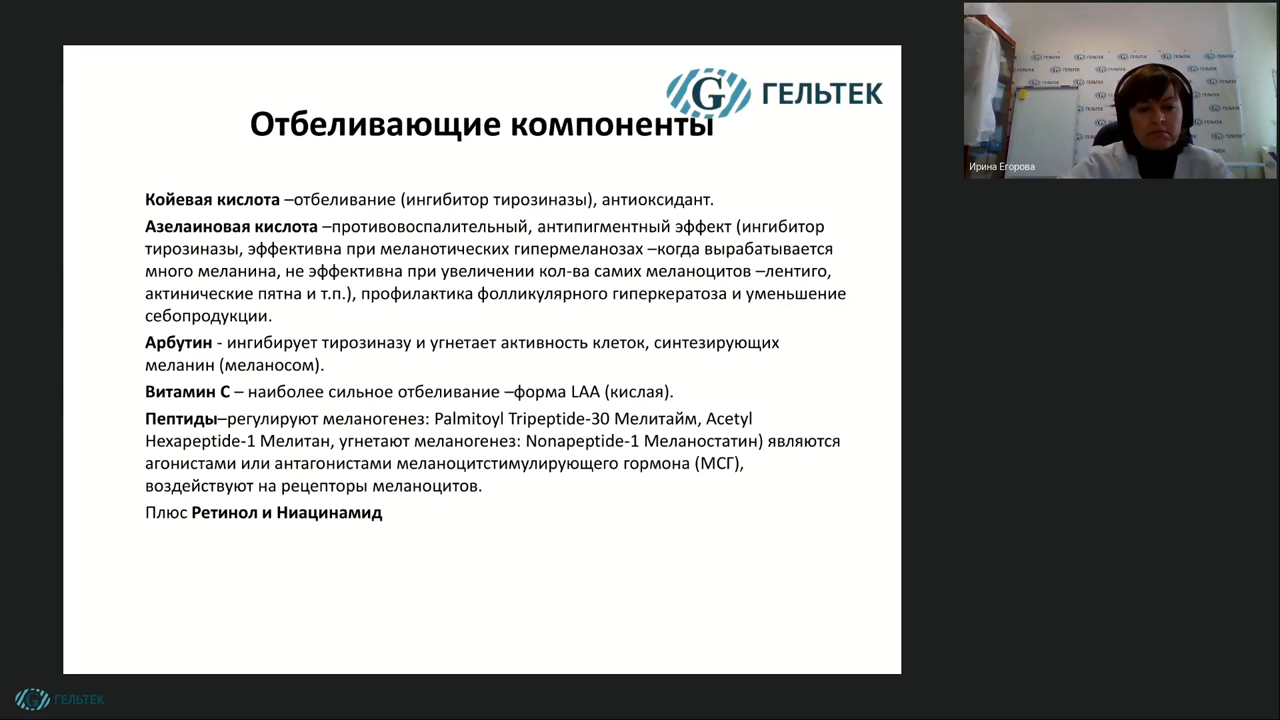 ГЕЛЬТЕК
Отбеливающие компоненты
Койевая кислота –отбеливание (ингибитор тирозиназы), антиоксидант.
Азелаиновая кислота –противовоспалительный, антипигментный эффект (ингибитор
тирозиназы, эффективна при меланотических гипермеланозах –когда вырабатывается
много меланина, не эффективна при увеличении кол-ва самих меланоцитов –лентиго,
актинические пятна и т.п.), профилактика фолликулярного гиперкератоза и уменьшение
себопродукции.
Арбутин - ингибирует тирозиназу и угнетает активность клеток, синтезирующих
меланин (меланосом).
Витамин С – наиболее сильное отбеливание –форма LAA (кислая).
Пептиды–регулируют меланогенез: Palmitoyl Tripeptide-30 Мелитайм, Acetyl
Hexapeptide-1 Мелитан, угнетают меланогенез: Nonapeptide-1 Меланостатин) являются
агонистами или антагонистами меланоцитстимулирующего гормона (МСГ),
воздействуют на рецепторы меланоцитов.
Плюс Ретинол и Ниацинамид
Ирина Егорова
ГЕЛЬТЕК